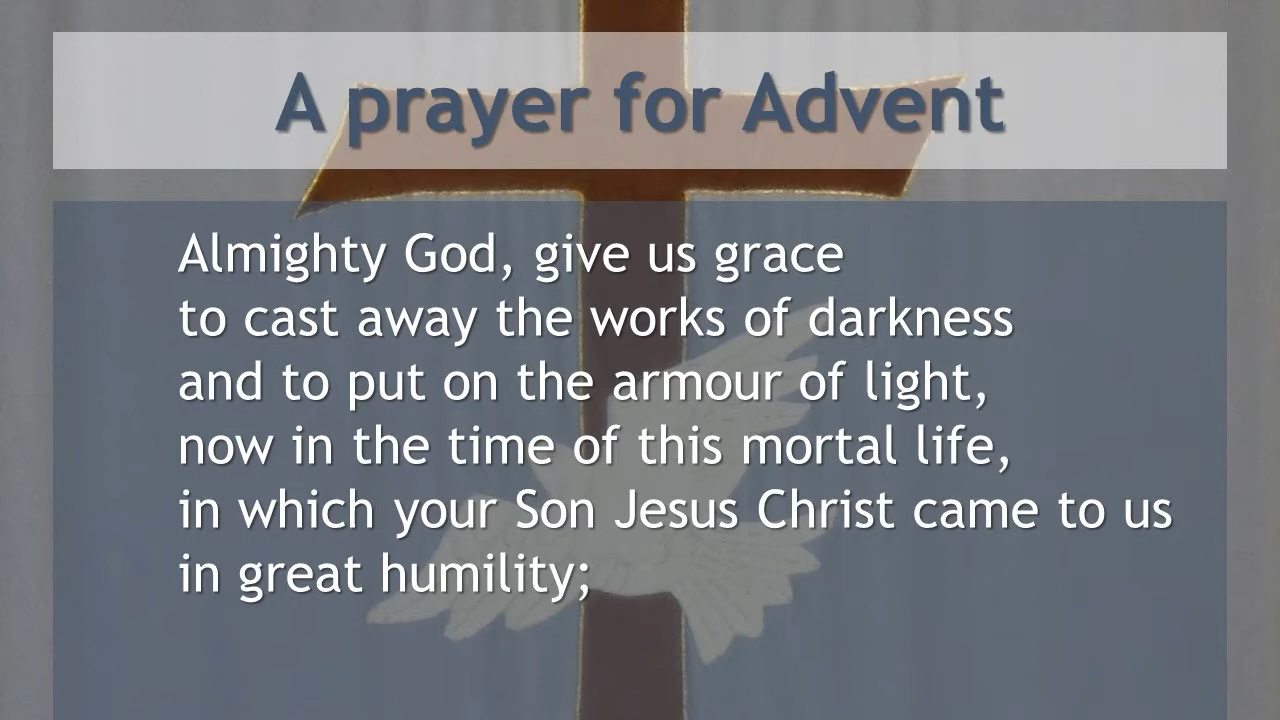 A prayer for Advent
Almighty God, give us grace
to cast away the works of darkness
and to put on the armour of light,
now in the time of this mortal life,
in which your Son Jesus Christ came to us
in great humility;